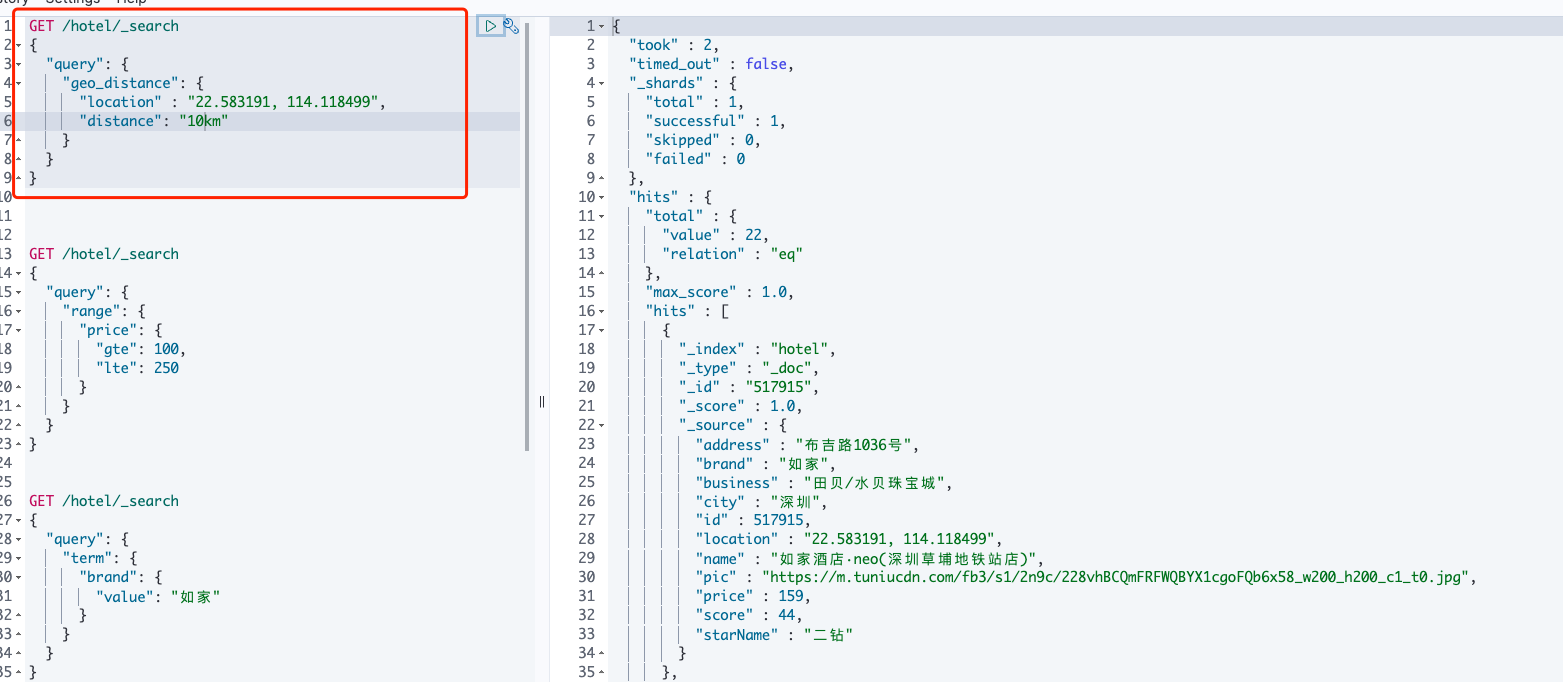 Settings Help
1 GET /hotel/_search
2 {
3 "query": {
4 "geo_distance": {
5 "location" : "22.583191, 114.118499",
6 "distance": "10km"
7 }
8 }
9 }
10
11
12
13 GET /hotel/_search
14 {
15 "query": {
16 "range": {
17 "price": {
18 "gte": 100,
19 "lte": 250
20 }
21 }
22 }
23 }
24
25
26 GET /hotel/_search
27 {
28 "query": {
29 "term": {
30 "brand": {
31 "value": "如家"
32 }
33 }
34 }
35 }
1 {
2 "took" : 2,
3 "timed_out" : false,
4 "_shards" : {
5 "total" : 1,
6 "successful" : 1,
7 "skipped" : 0,
8 "failed" : 0
9 },
10 "hits" : {
11 "total" : {
12 "value" : 22,
13 "relation" : "eq"
14 },
15 "max_score" : 1.0,
16 "hits" : [
17 {
18 "_index" : "hotel",
19 "_type" : "_doc",
20 "_id" : "517915",
21 "_score" : 1.0,
22 "_source" : {
23 "address" : "布吉路1036号",
24 "brand" : "如家",
25 "business" : "田贝/水贝珠宝城",
26 "city" : "深圳",
27 "id" : 517915,
28 "location" : "22.583191, 114.118499",
29 "name" : "如家酒店·neo(深圳草埔地铁站店)",
30 "pic" : "https://m.tuniucdn.com/fb3/s1/2n9c/228vhBCQmFRFWQBYX1cgoFQb6x58_w200_h200_c1_t0.jpg",
31 "price" : 159,
32 "score" : 44,
33 "starName" : "二钻"
34 }
35 },